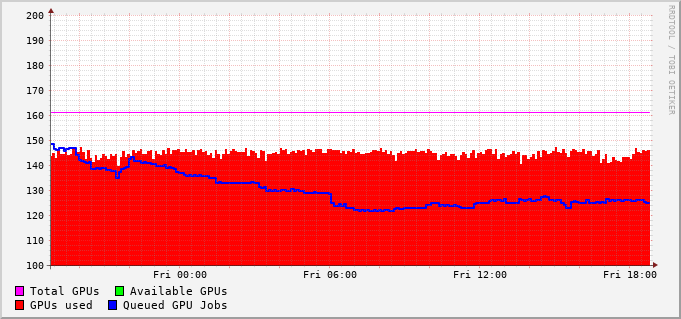 RRDTOOL / TOBI OETIKER
200
190
180
170
160
150
140
130
120
110
100
Fri 00:00 Fri 06:00 Fri 12:00 Fri 18:00
Total GPUs Available GPUs
GPUs used Queued GPU Jobs